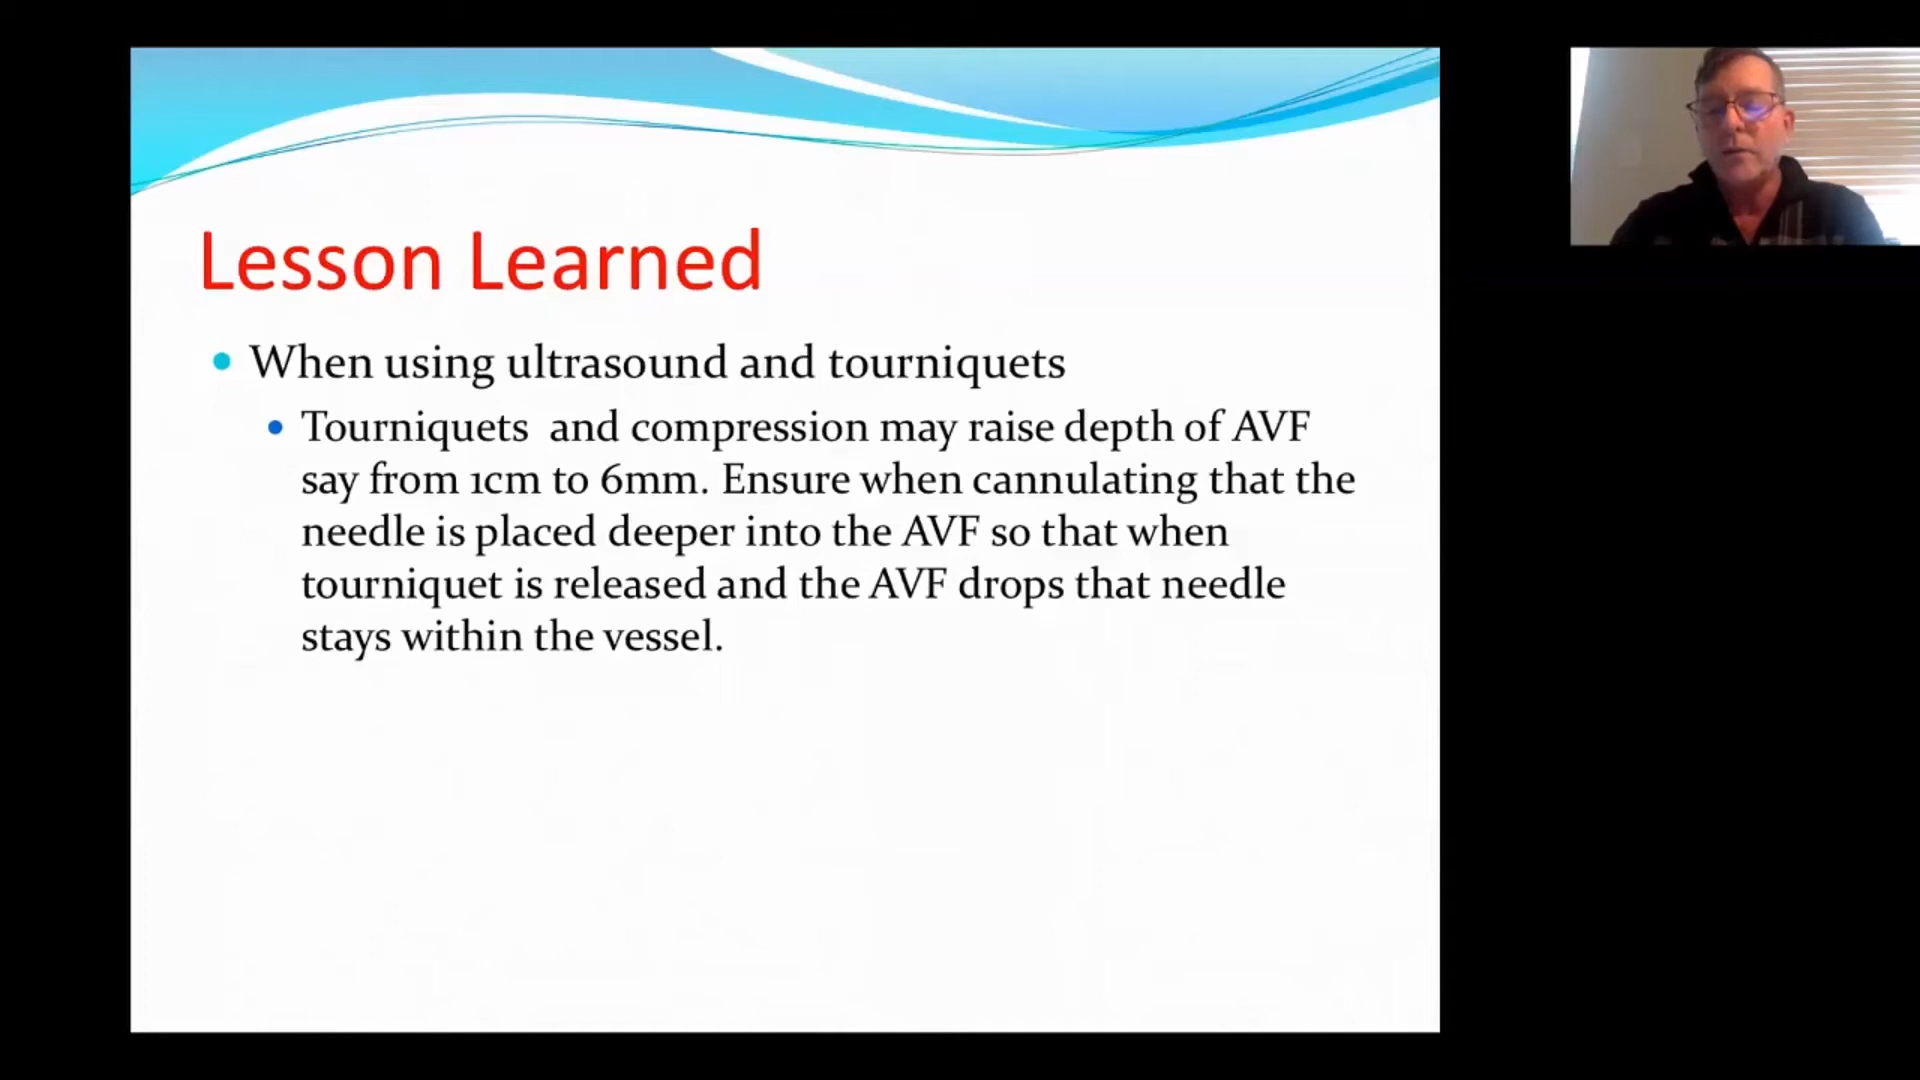 Lesson Learned
When using ultrasound and tourniquets
Tourniquets and compression may raise depth of AVF
say from 1cm to 6mm. Ensure when cannulating that the
needle is placed deeper into the AVF so that when
tourniquet is released and the AVF drops that needle
stays within the vessel.